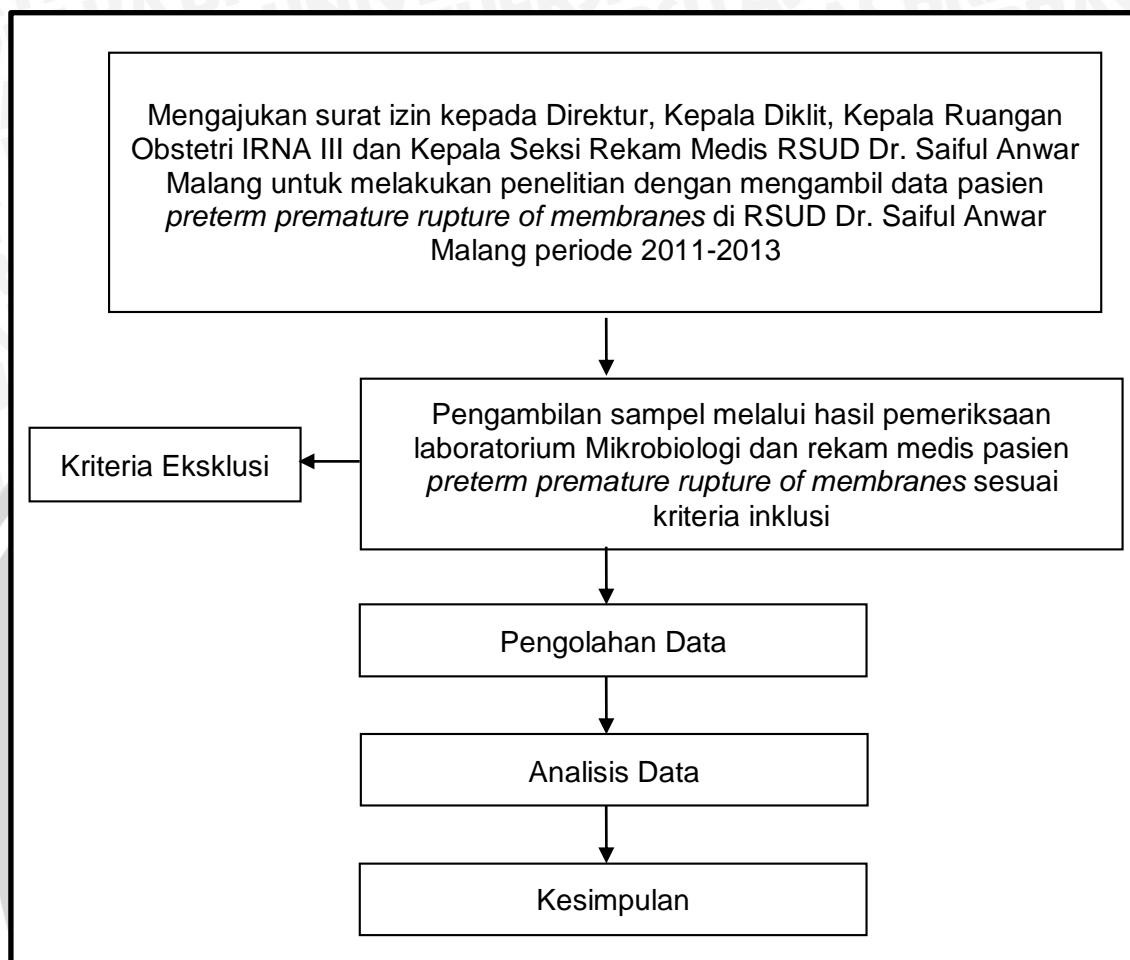 Mengajukan surat izin kepada Direktur, Kepala Diklit, Kepala Ruangan
Obstetri IRNA III dan Kepala Seksi Rekam Medis RSUD Dr. Saiful Anwar
Malang untuk melakukan penelitian dengan mengambil data pasien
preterm premature rupture of membranes di RSUD Dr. Saiful Anwar
Malang periode 2011-2013
Kriteria Eksklusi
Pengambilan sampel melalui hasil pemeriksaan
laboratorium Mikrobiologi dan rekam medis pasien
preterm premature rupture of membranes sesuai
kriteria inklusi
Pengolahan Data
Analisis Data
Kesimpulan